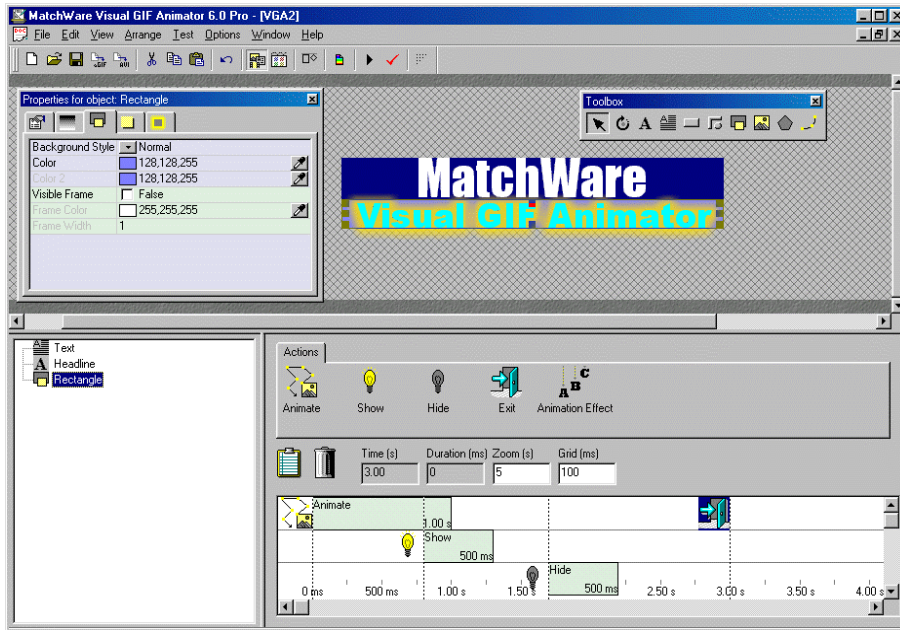 MatchWare Visual GIF Animator 6.0 Pro - [VGA2]
File Edit View Arrange Test Options Window Help
Properties for object: Rectangle
Toolbox
Background Style Normal
Color 128,128,255
Color 2 128,128,255
Visible Frame False
Frame Color 255,255,255
Frame Width 1
MatchWare
Visual GIF Animator
Text
Headline
Rectangle
Actions
Animate Show Hide Exit Animation Effect
Time (s) Duration (ms) Zoom (s) Grid (ms)
3.00 0 5 100
Animate
1.00 s
Show
500 ms
Hide
500 ms
0 ms 500 ms 1.00 s 1.50 s 2.50 s 3.00 s 3.50 s 4.00 s